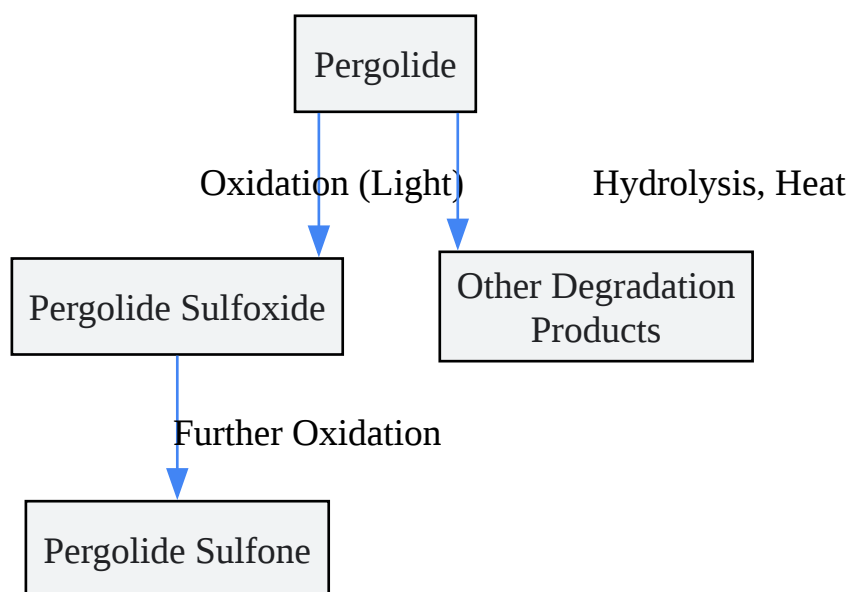 Pergolide
Oxidation (Light)
Hydrolysis, Heat
Pergolide Sulfoxide
Other Degradation
Products
Further Oxidation
Pergolide Sulfone